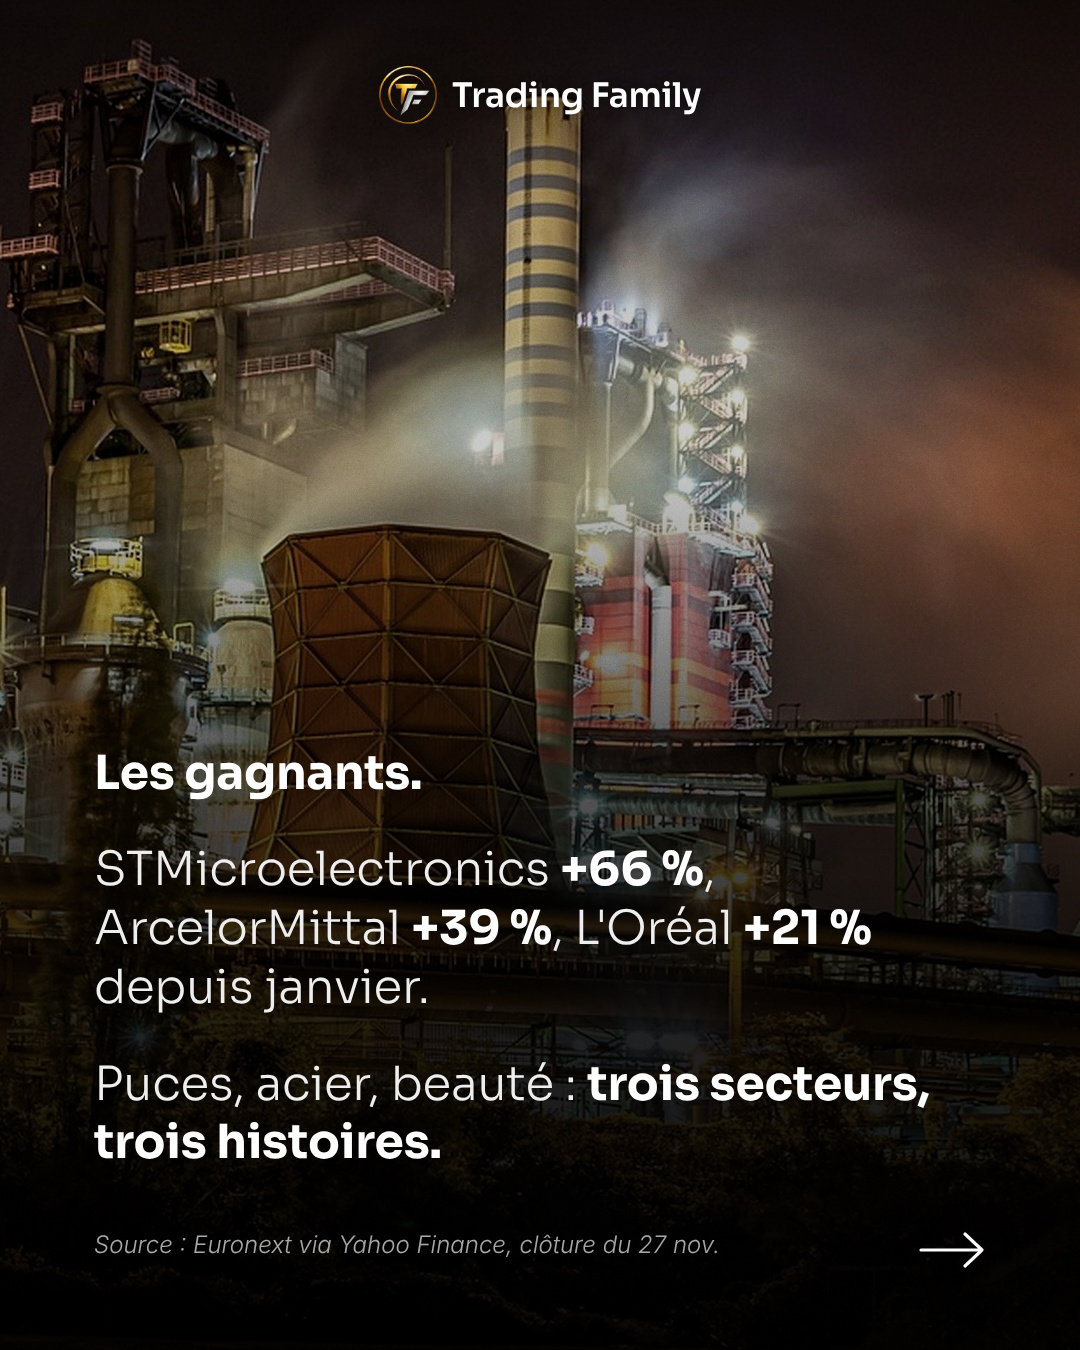 TF Trading Family
Les gagnants.
STMicroelectronics +66 %,
ArcelorMittal +39 %, L'Oréal +21 %
depuis janvier.
Puces, acier, beauté : trois secteurs,
trois histoires.
Source : Euronext via Yahoo Finance, clôture du 27 nov.